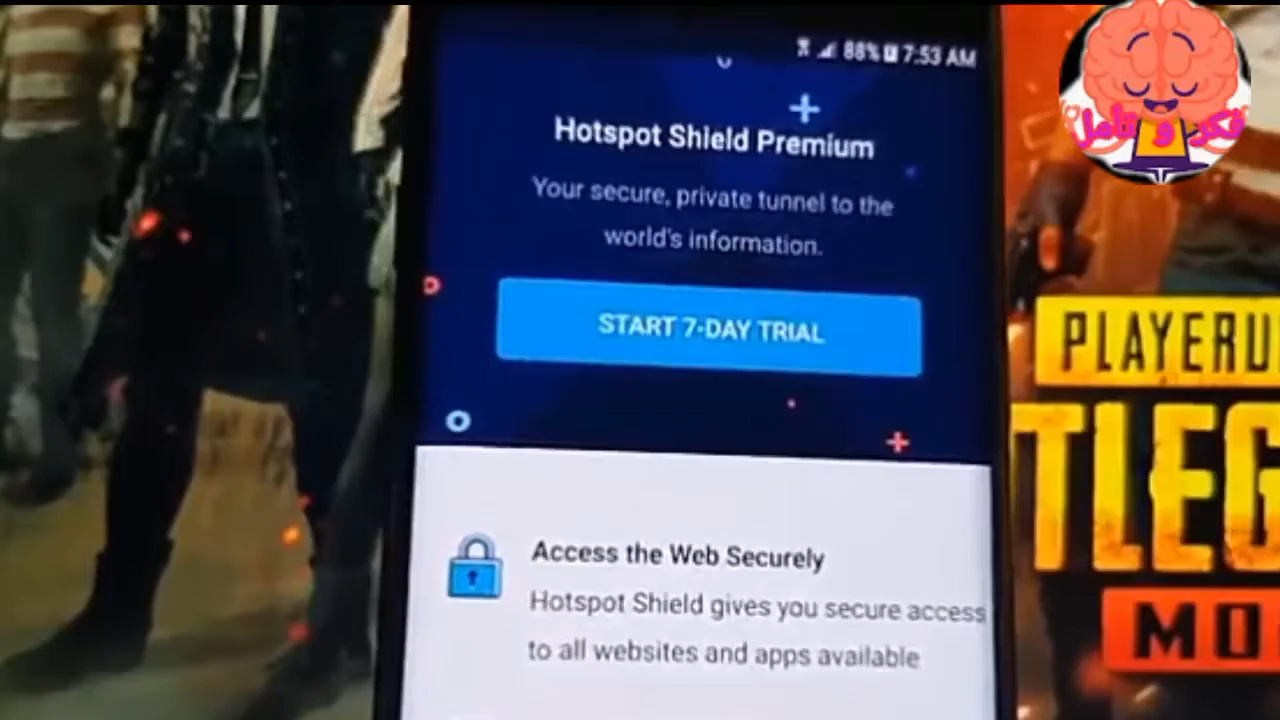 88% 7:53 AM
فكر و تأمل
Hotspot Shield Premium
Your secure, private tunnel to the
world's information.
START 7-DAY TRIAL
PLAYERU
TLEG
MO
Access the Web Securely
Hotspot Shield gives you secure access
to all websites and apps available